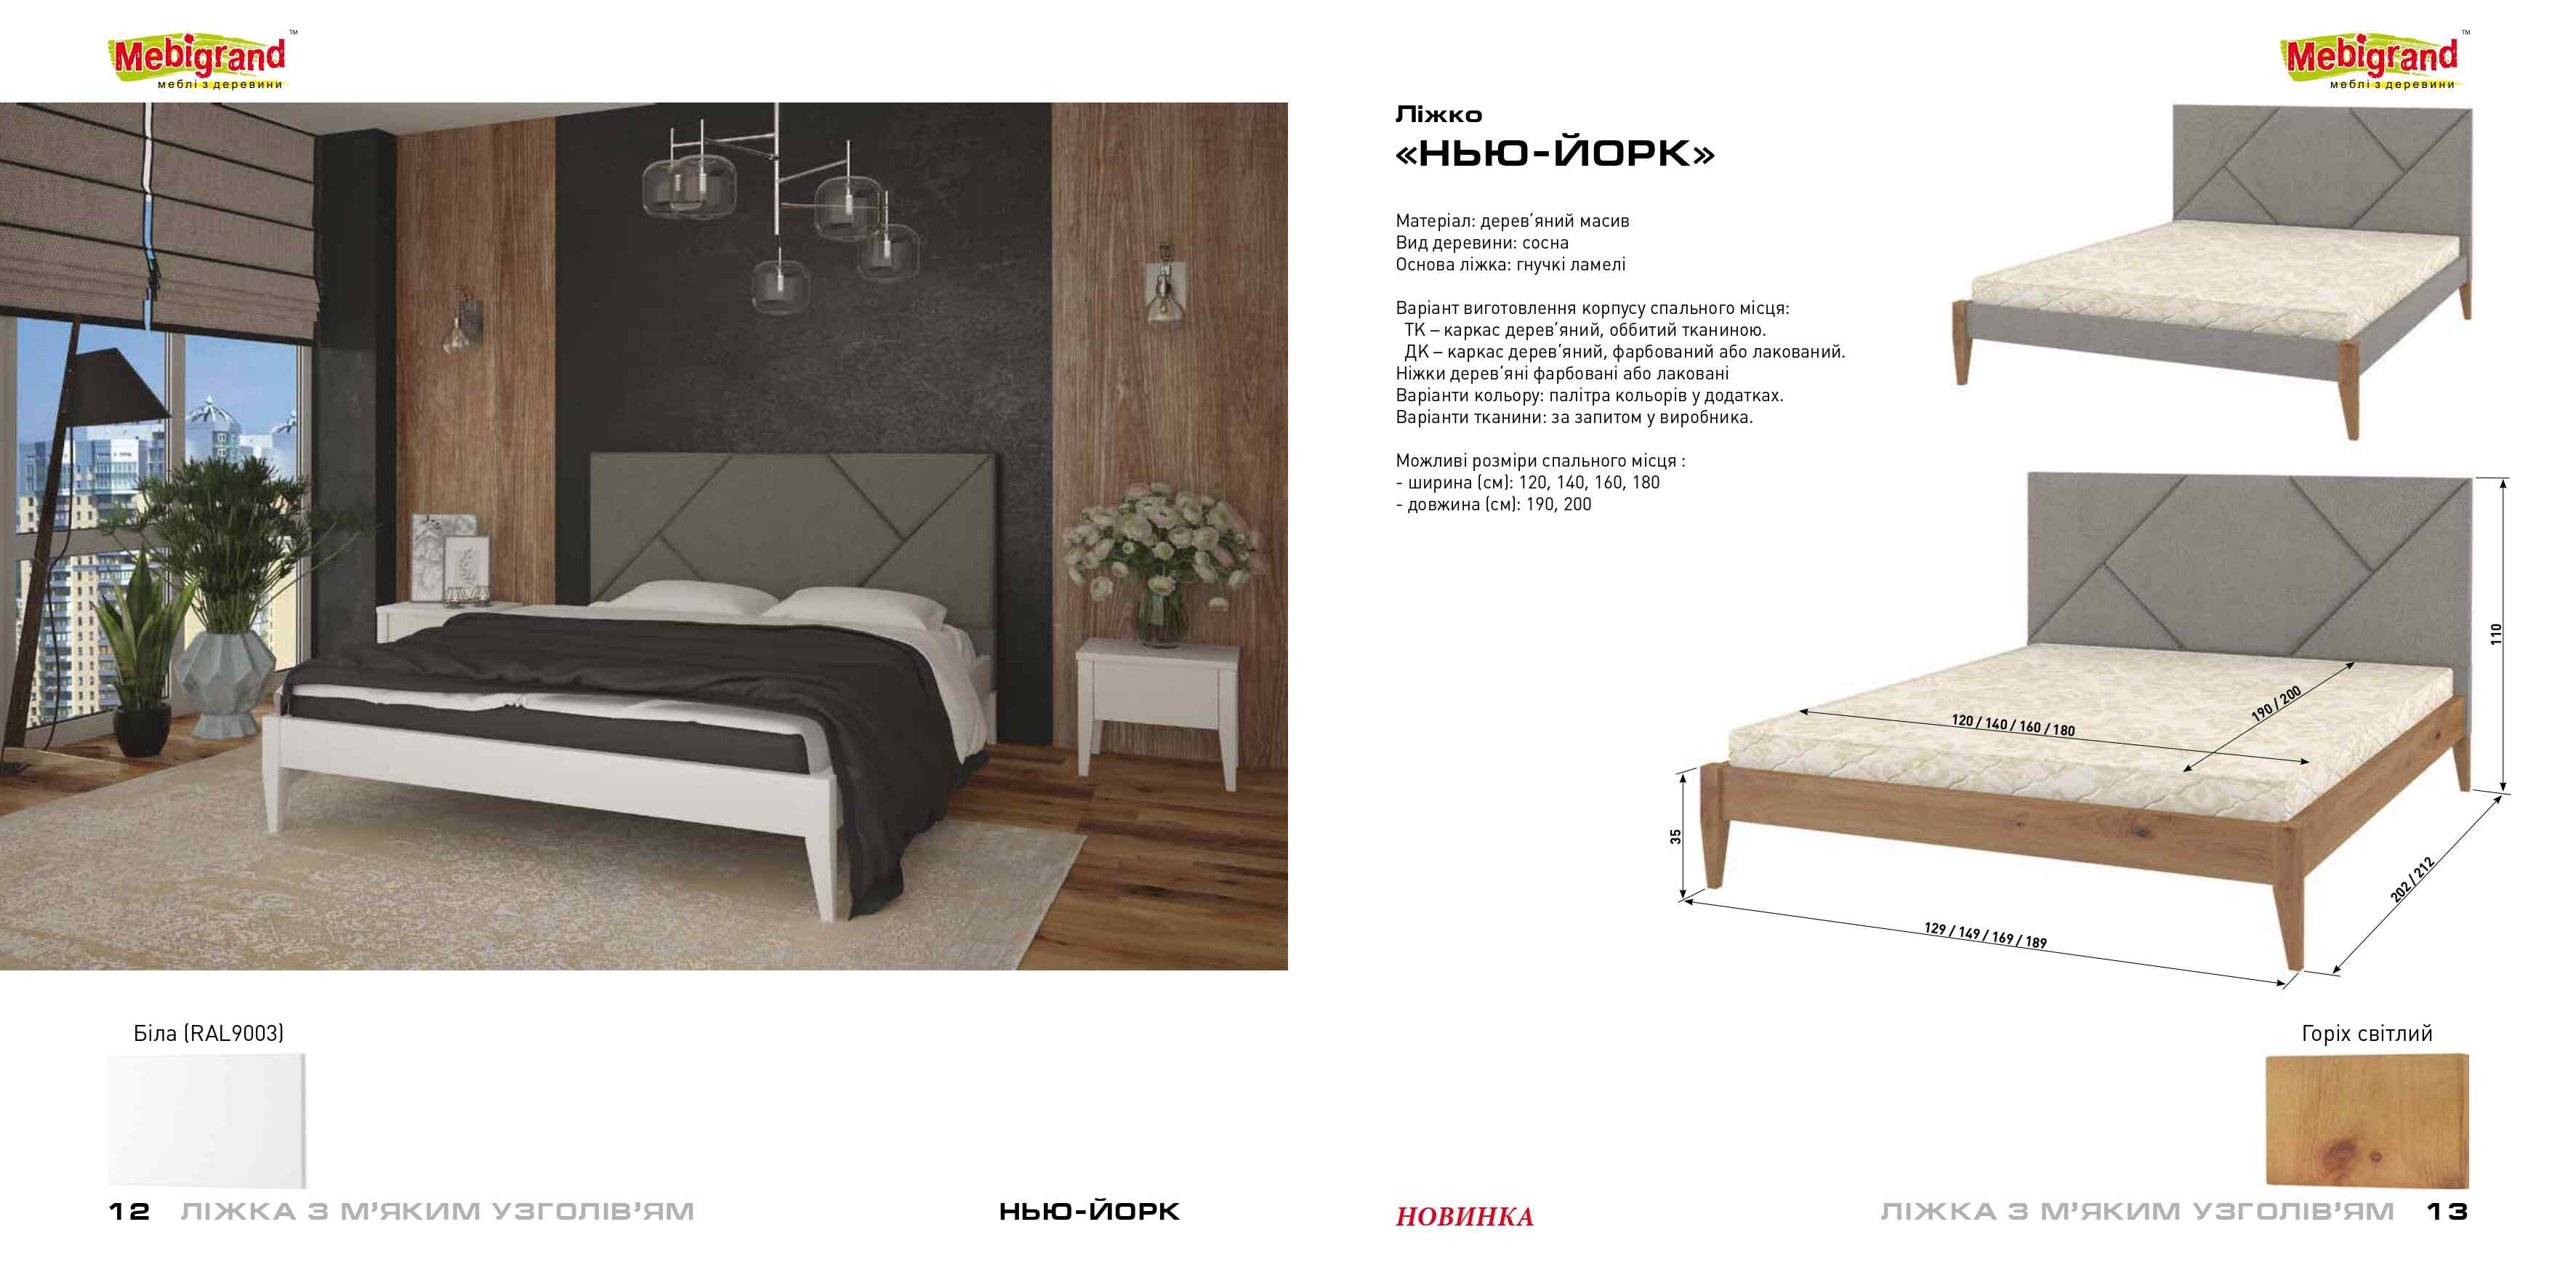 Mebigrand TM
меблі з деревини
Біла (RAL9003)
12 ЛІЖКА З М'ЯКИМ УЗГОЛІВ'ЯМ
НЬЮ-ЙОРК
Mebigrand TM
меблі з деревини
Ліжко
«НЬЮ-ЙОРК»
Матеріал: дерев’яний масив
Вид деревини: сосна
Основа ліжка: гнучкі ламелі
Варіант виготовлення корпусу спального місця:
ТК – каркас дерев’яний, оббитий тканиною.
ДК – каркас дерев’яний, фарбований або лакований.
Ніжки дерев’яні фарбовані або лаковані
Варіанти кольору: палітра кольорів у додатках.
Варіанти тканини: за запитом у виробника.
Можливі розміри спального місця :
- ширина (см): 120, 140, 160, 180
- довжина (см): 190, 200
110
190 / 200
120 / 140 / 160 / 180
35
202 / 212
129 / 149 / 169 / 189
Горіх світлий
НОВИНКА
ЛІЖКА З М'ЯКИМ УЗГОЛІВ'ЯМ 13